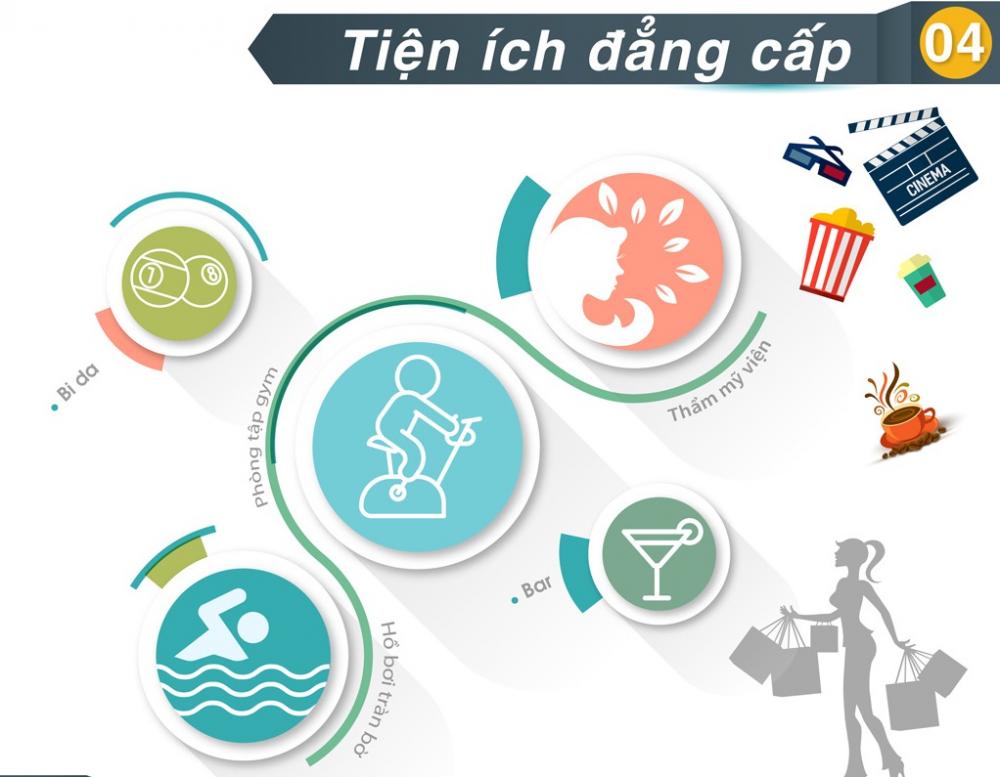 Tiện ích đẳng cấp
04
CINEMA
7
8
Bi da
Phòng tập gym
Thẩm mỹ viện
Bar
Hồ bơi tràn bờ